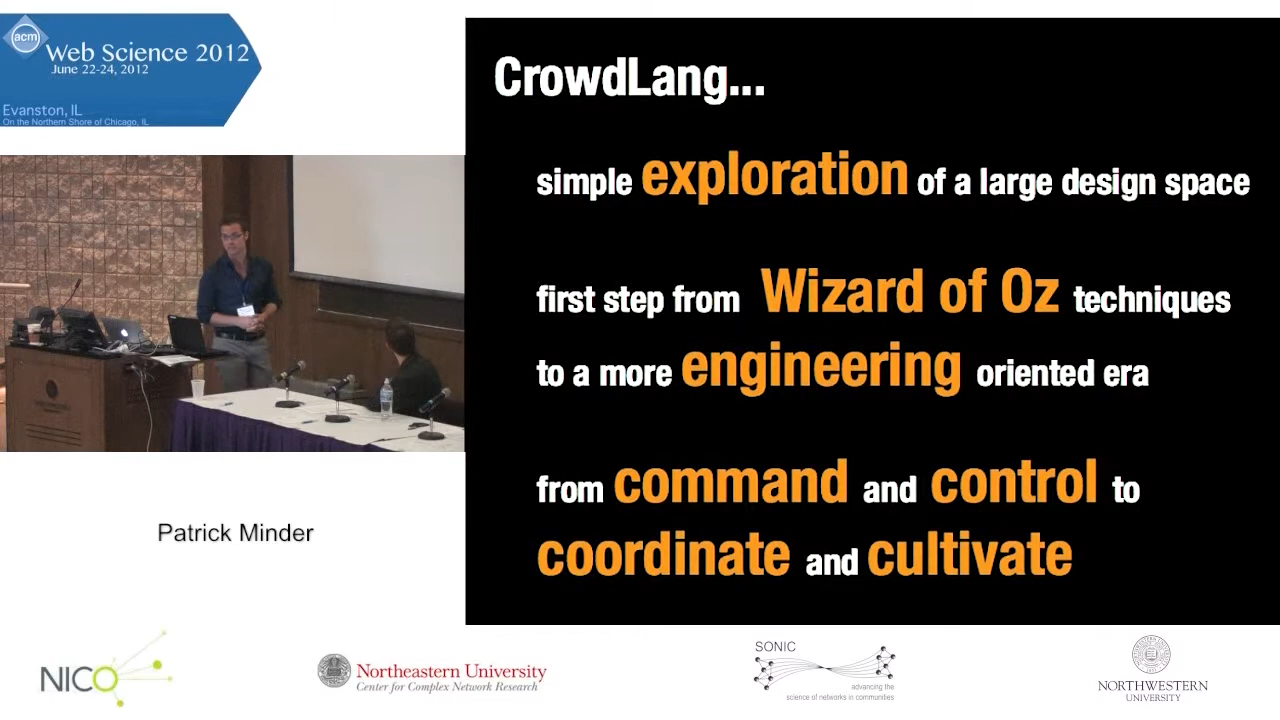 acm
Web Science 2012
June 22-24, 2012
Evanston, IL
On the Northern Shore of Chicago, IL
CrowdLang...
simple exploration of a large design space
first step from Wizard of Oz techniques
to a more engineering oriented era
from command and control to
coordinate and cultivate
Patrick Minder
NICO
Northeastern University
Center for Complex Network Research
SONIC
advancing the
science of networks in communities
NORTHWESTERN
UNIVERSITY